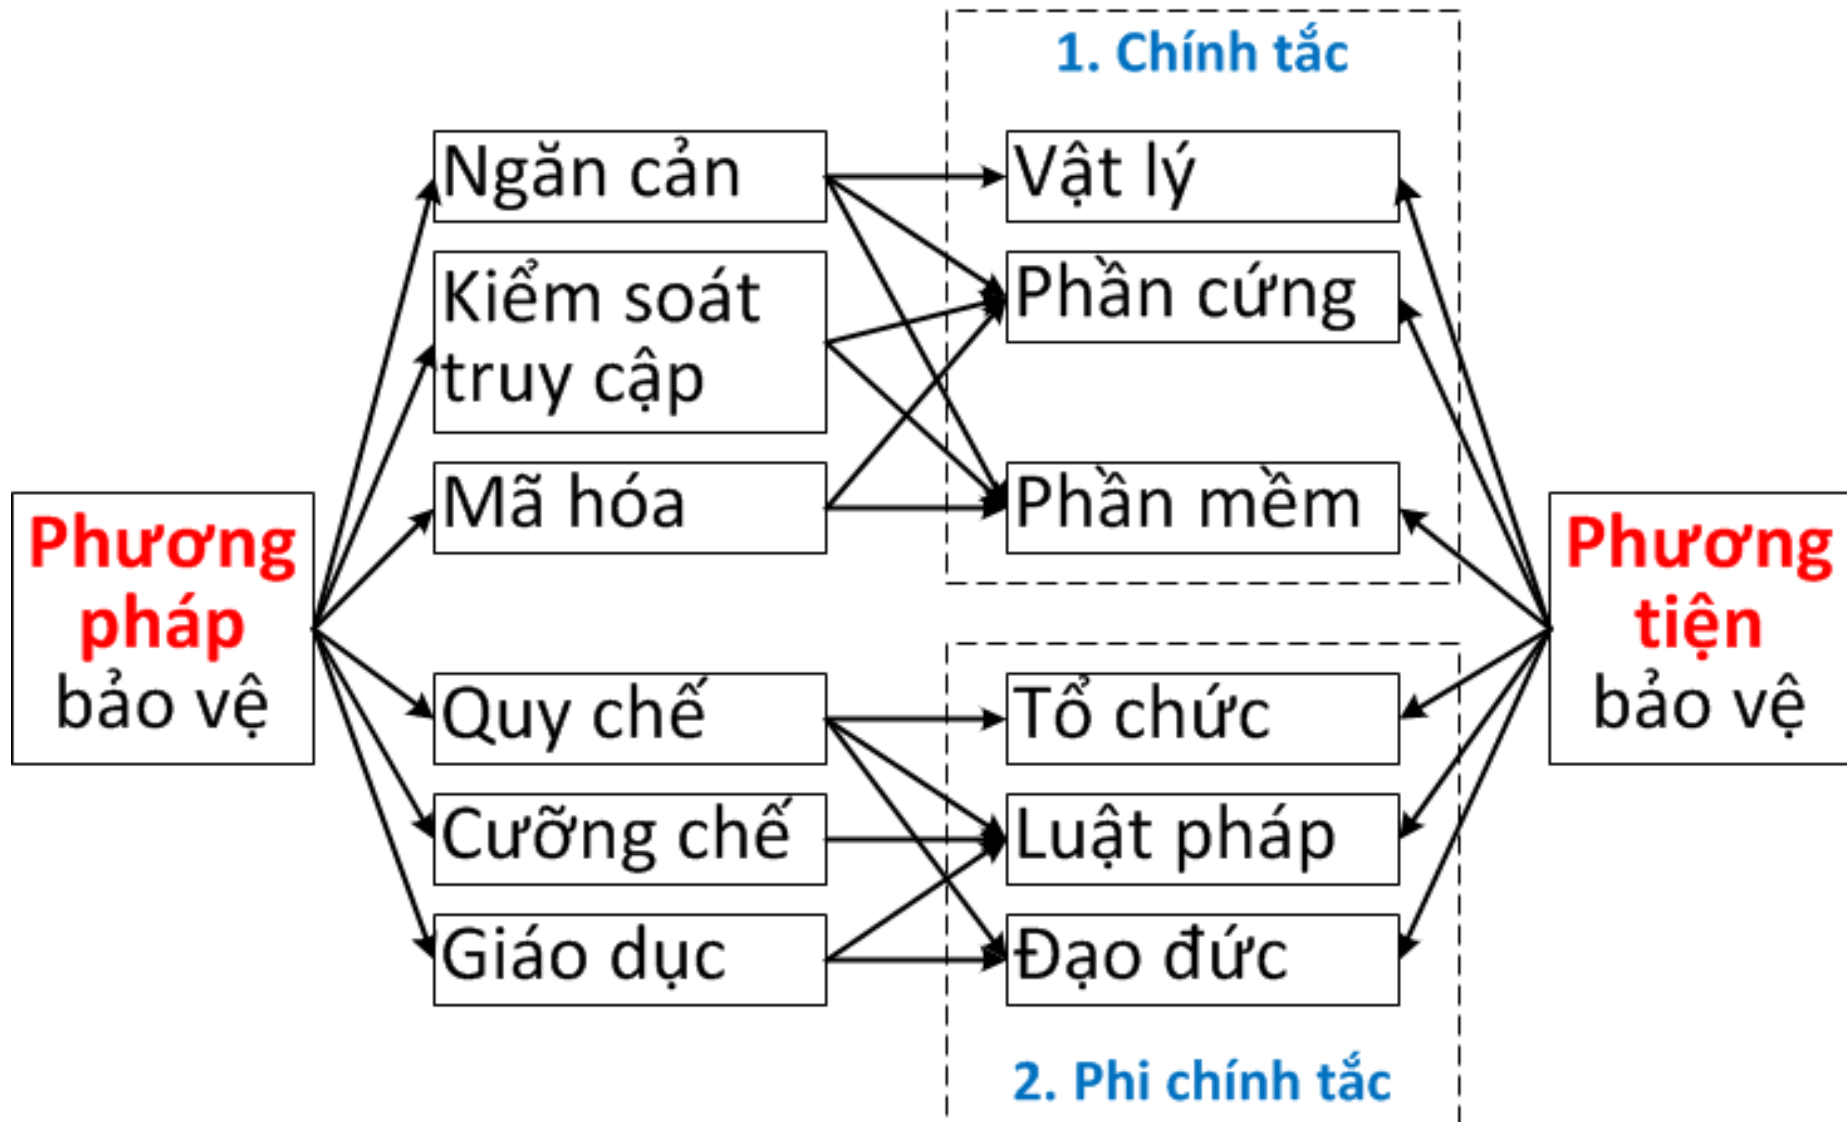 1. Chính tắc
Ngăn cản
Vật lý
Kiểm soát
truy cập
Phần cứng
Mã hóa
Phần mềm
Phương
pháp
bảo vệ
Phương
tiện
bảo vệ
Quy chế
Tổ chức
Cưỡng chế
Luật pháp
Giáo dục
Đạo đức
2. Phi chính tắc